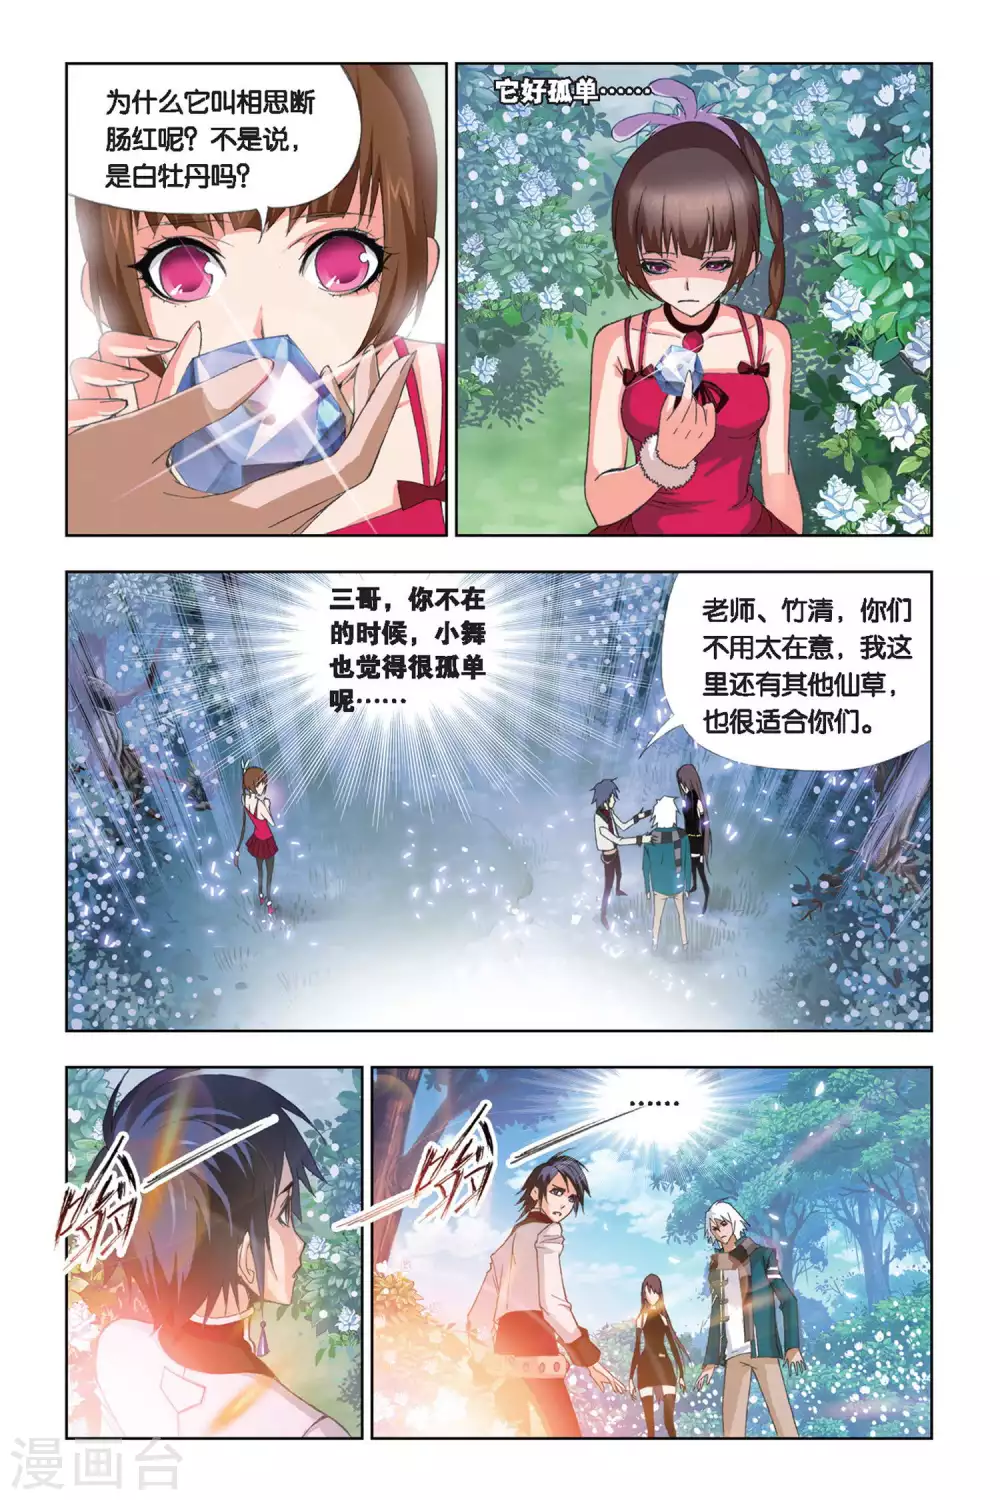 为什么它叫相思断
肠红呢？不是说，
是白牡丹吗？
它好孤单……
三哥，你不在
的时候，小舞
也觉得很孤单
呢……
老师、竹清，你们
不用太在意，我这
里还有其他仙草，
也很适合你们。
嗡
嗡
……
漫画台